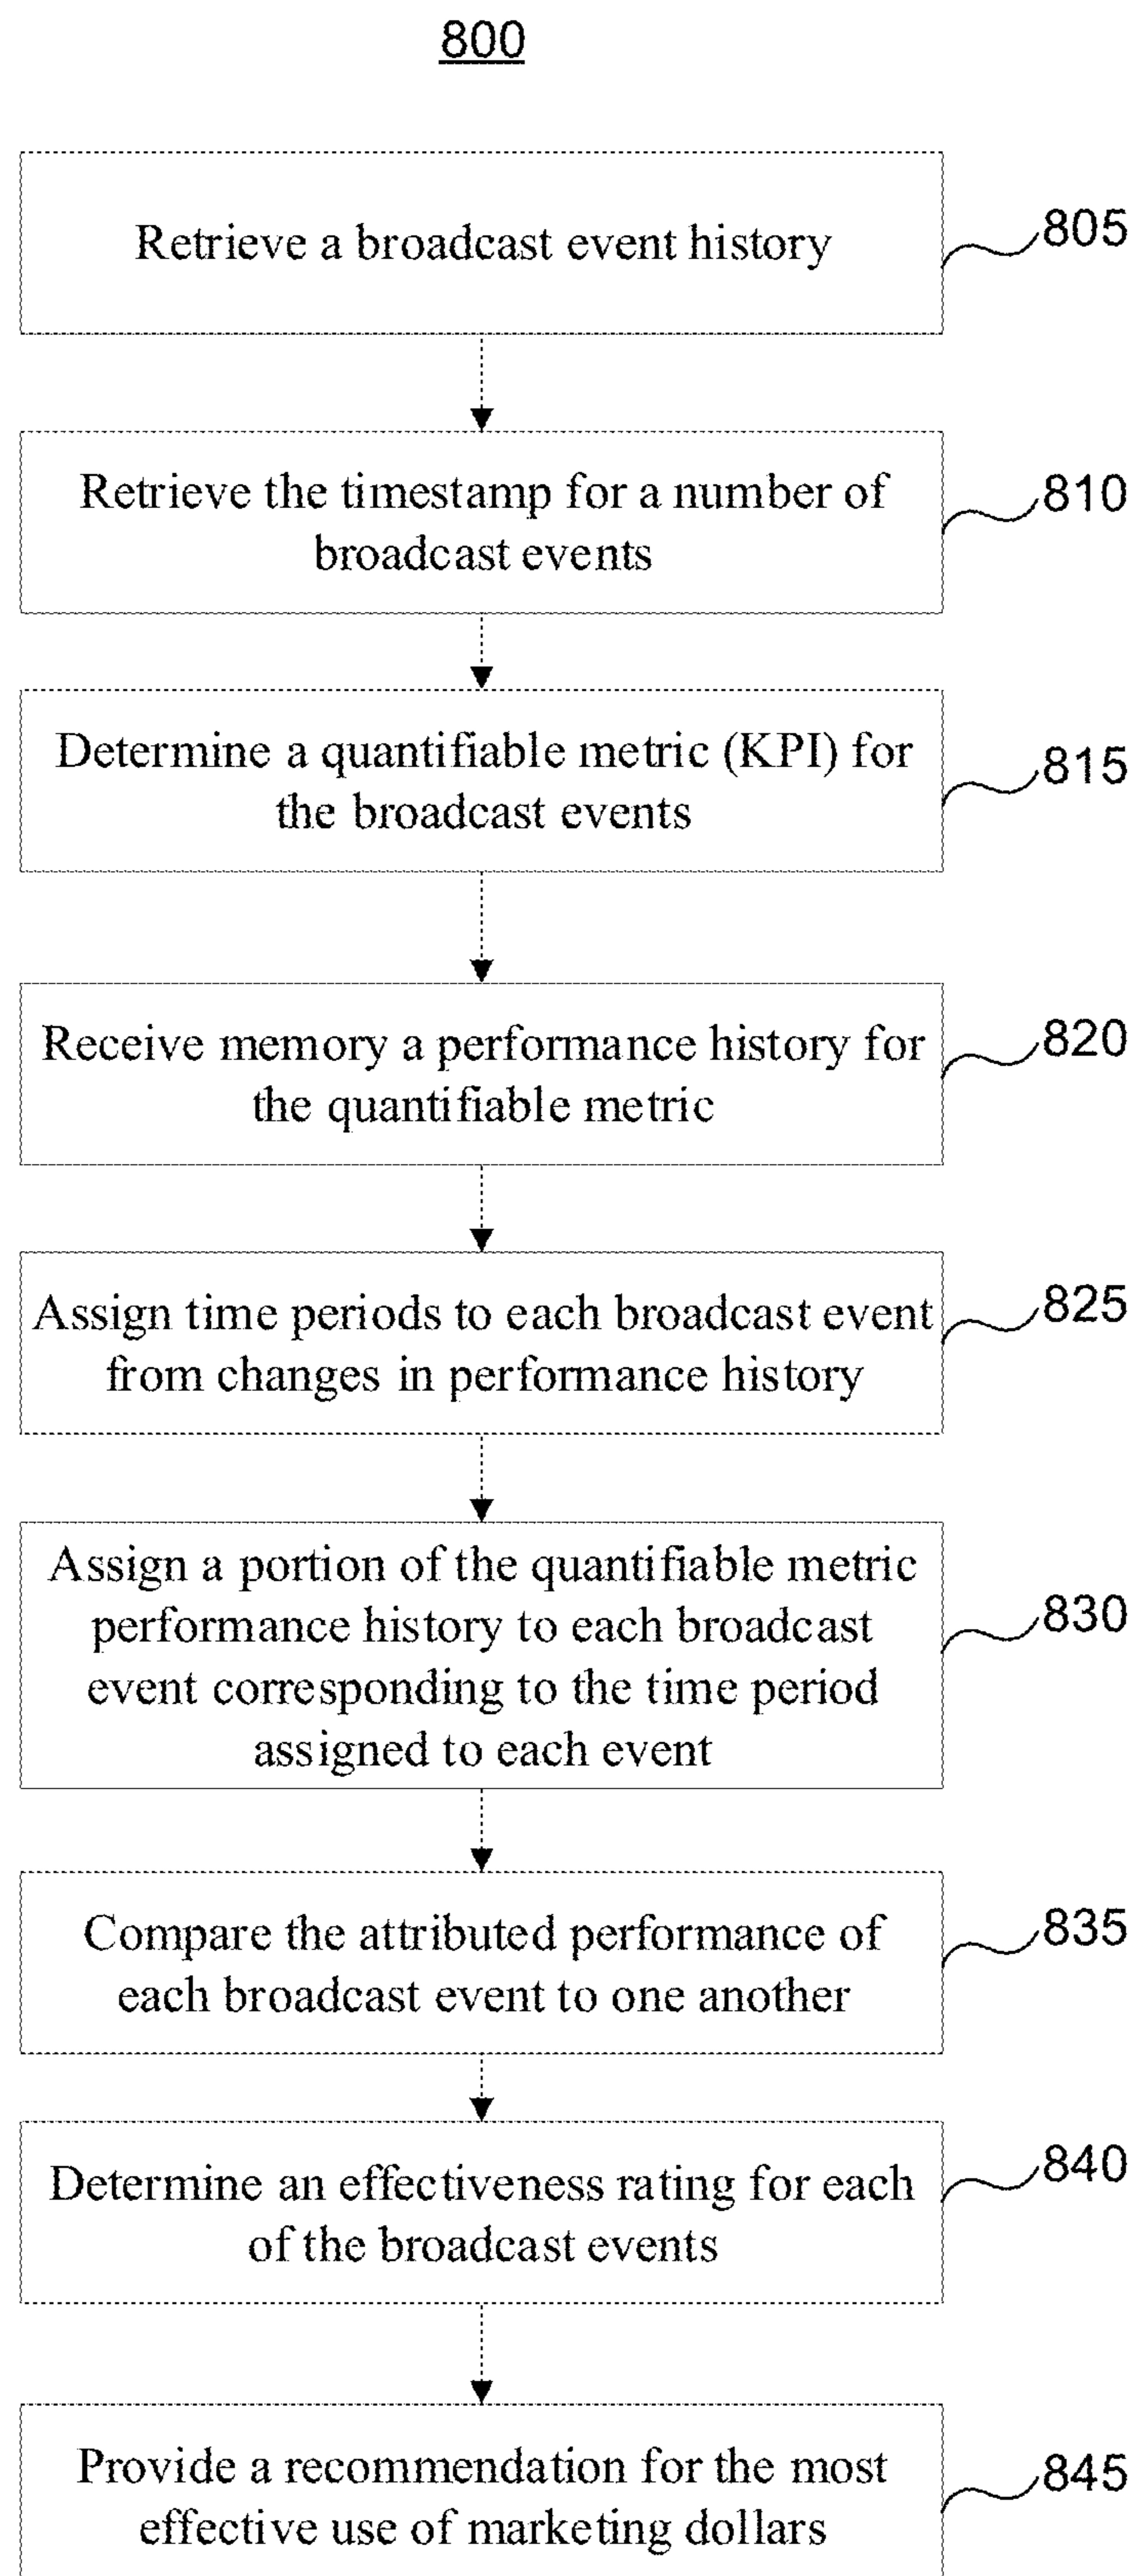 800
Retrieve a broadcast event history
805
Retrieve the timestamp for a number of
broadcast events
810
Determine a quantifiable metric (KPI) for
the broadcast events
815
Receive memory a performance history for
the quantifiable metric
820
Assign time periods to each broadcast event
from changes in performance history
825
Assign a portion of the quantifiable metric
performance history to each broadcast
event corresponding to the time period
assigned to each event
830
Compare the attributed performance of
each broadcast event to one another
835
Determine an effectiveness rating for each
of the broadcast events
840
Provide a recommendation for the most
effective use of marketing dollars
845